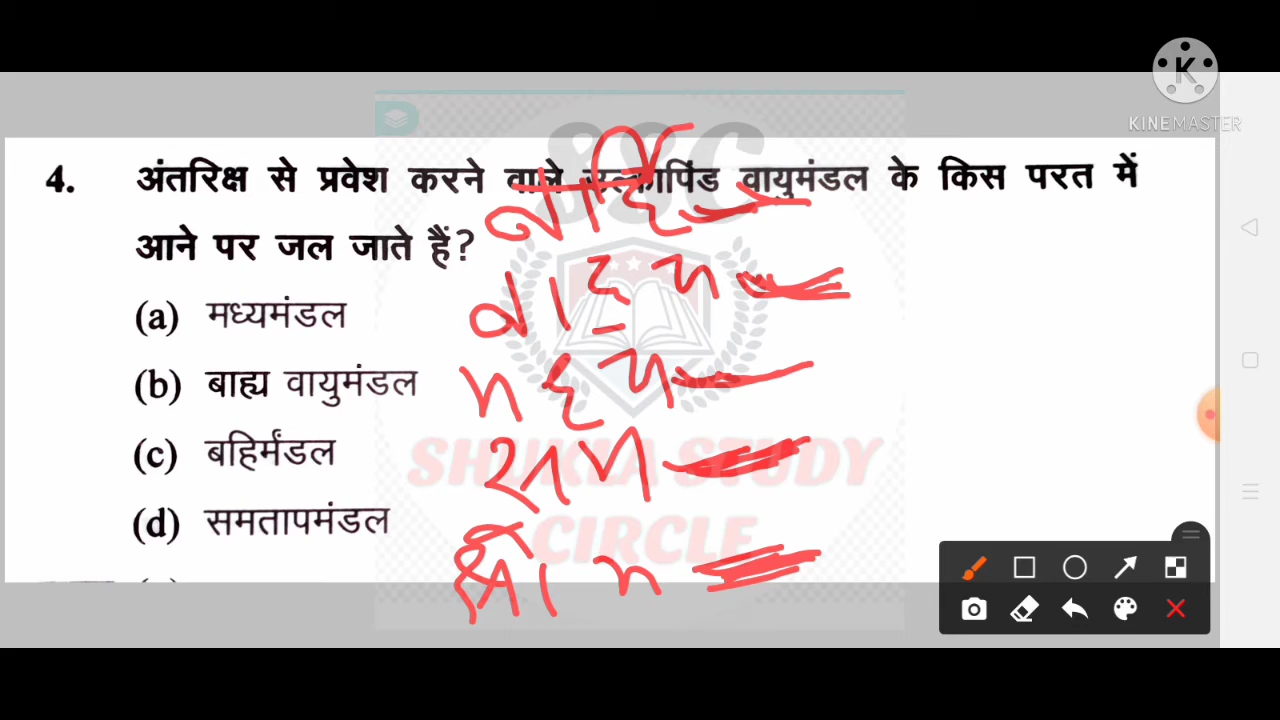 K
KINEMASTER
SSC
4. अंतरिक्ष से प्रवेश करने वाले उल्कापिंड वायुमंडल के किस परत में
आने पर जल जाते हैं?
(a) मध्यमंडल
(b) बाह्य वायुमंडल
(c) बहिर्मंडल
(d) समतापमंडल
SHUKLA STUDY
CIRCLE